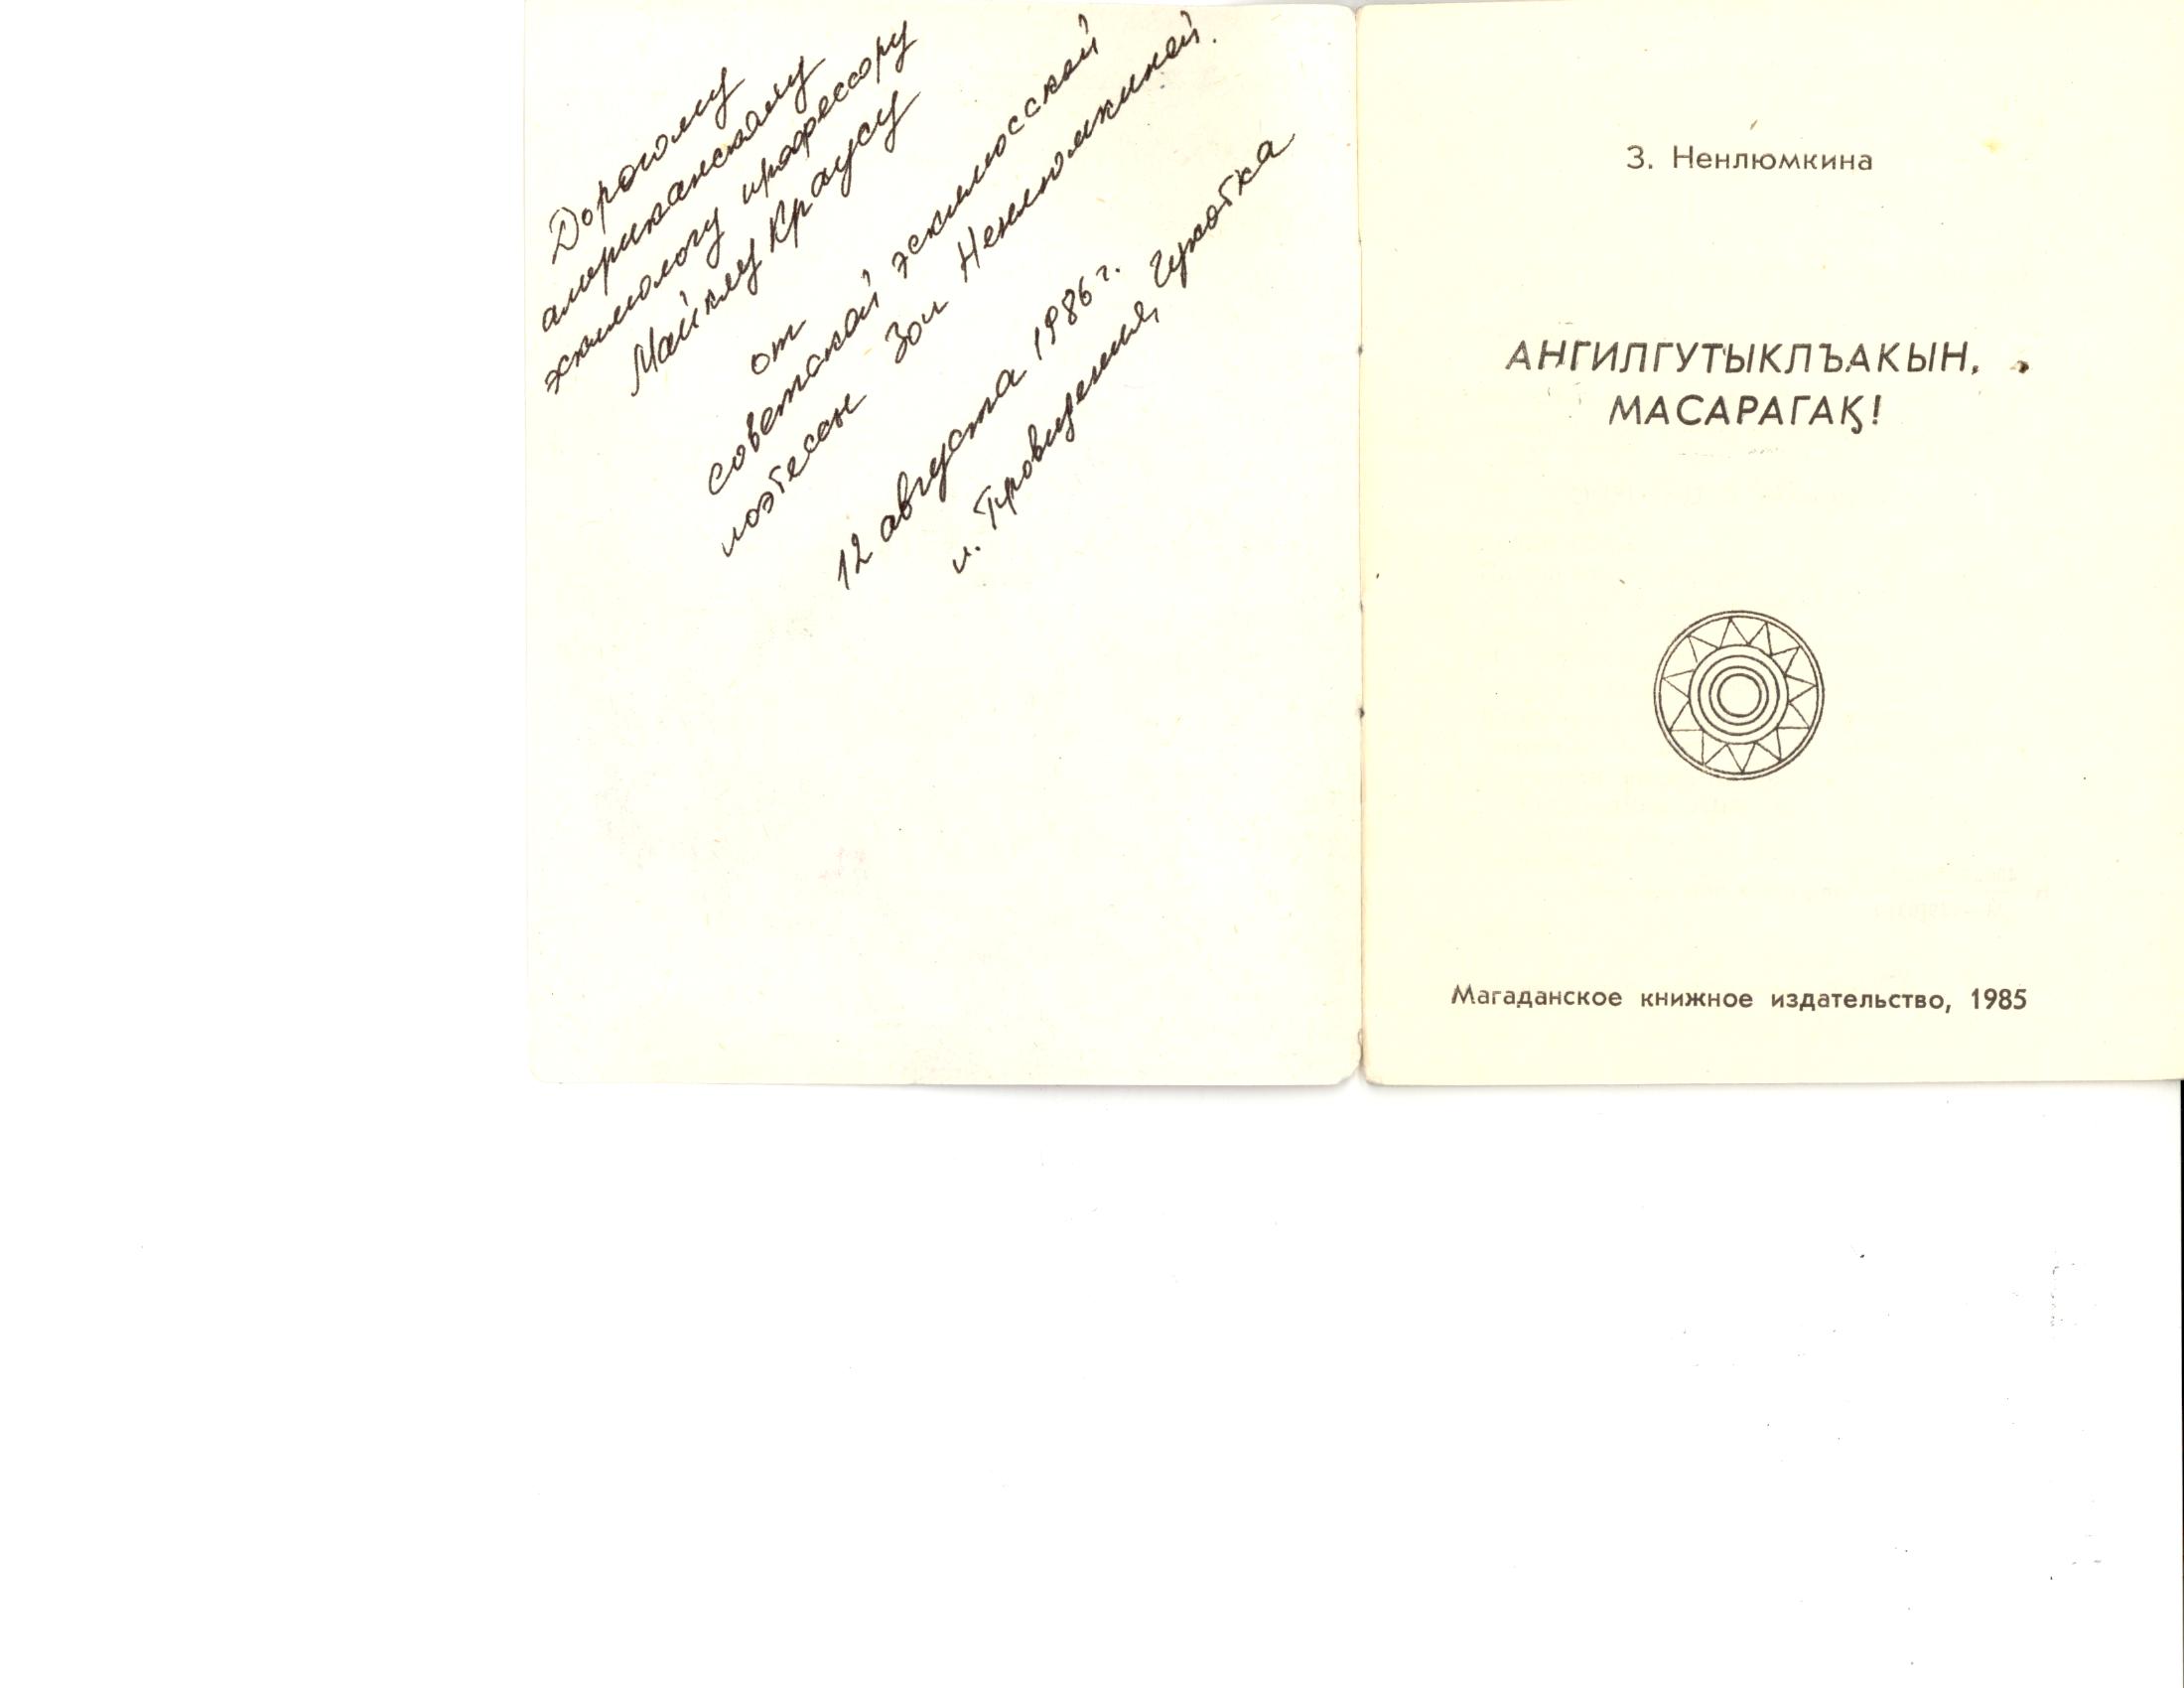 Дорогому
американскому
эскимологу профессору
Майклу Краусу
от
советской эскимосской
поэтессы Зои Ненлюмкиной.
12 августа 1986 г.
п. Провидения, Чукотка
З. Ненлюмкина
АНГИЛГУТЫКЛЪАКЫН,
МАСАРАГАӃ!
Магаданское книжное издательство, 1985